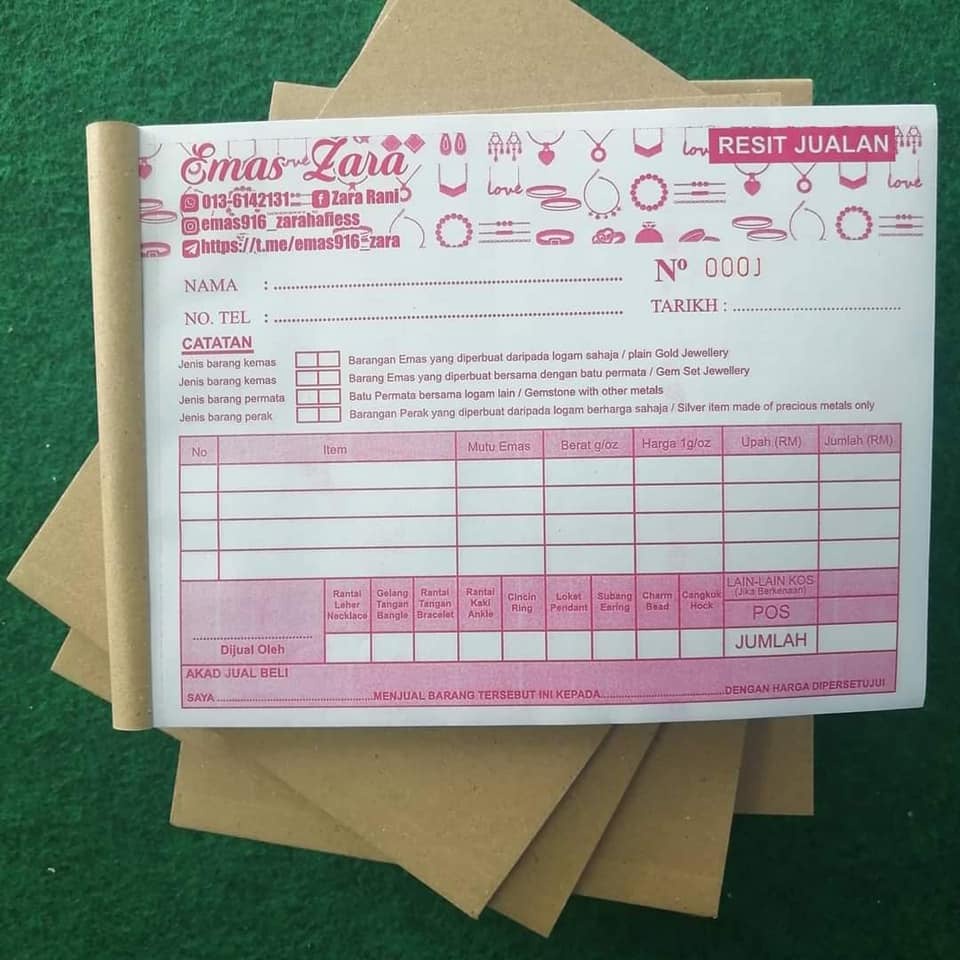 Emas Zara
RESIT JUALAN
013-6142131 Zara Rani
emas916_zarahafiess
https://t.me/emas916_zara
love love love
Nº 0001
NAMA : ........................................
NO. TEL : ........................................
TARIKH : ........................................
CATATAN
Jenis barang kemas Barangan Emas yang diperbuat daripada logam sahaja / plain Gold Jewellery
Jenis barang kemas Barang Emas yang diperbuat bersama dengan batu permata / Gem Set Jewellery
Jenis barang permata Batu Permata bersama logam lain / Gemstone with other metals
Jenis barang perak Barangan Perak yang diperbuat daripada logam berharga sahaja / Silver item made of precious metals only
No Item Mutu Emas Berat g/oz Harga 1g/oz Upah (RM) Jumlah (RM)
Rantai Leher Necklace
Gelang Tangan Bangle
Rantai Tangan Bracelet
Rantai Kaki Ankle
Cincin Ring
Loket Pendant
Subang Earing
Charm Bead
Cangkuk Hock
LAIN-LAIN KOS
(Jika Berkenaan)
POS
JUMLAH
Dijual Oleh
AKAD JUAL BELI
SAYA ........................................MENJUAL BARANG TERSEBUT INI KEPADA..............................DENGAN HARGA DIPERSETUJUI